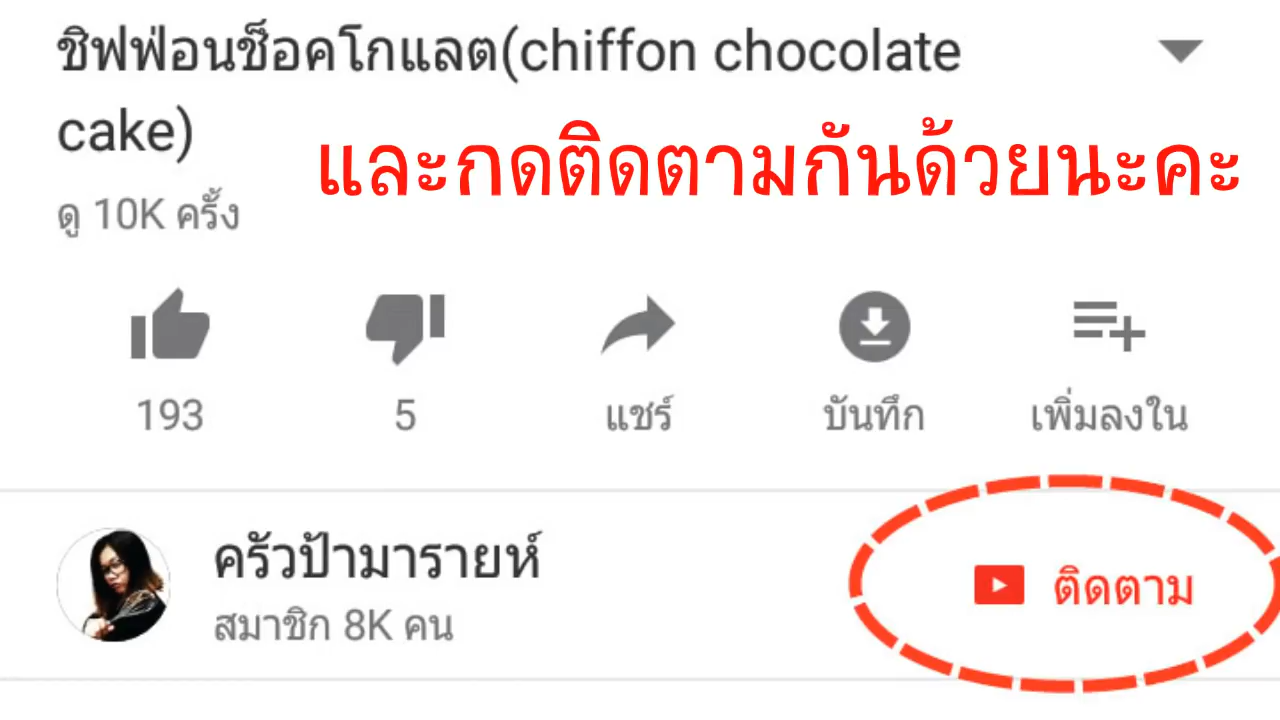 ชิฟฟ่อนช็อคโกแลต(chiffon chocolate
cake)
และกดติดตามกันด้วยนะคะ
ดู 10K ครั้ง
193
5
แชร์
บันทึก
เพิ่มลงใน
ครัวป้ามารายห์
สมาชิก 8K คน
ติดตาม